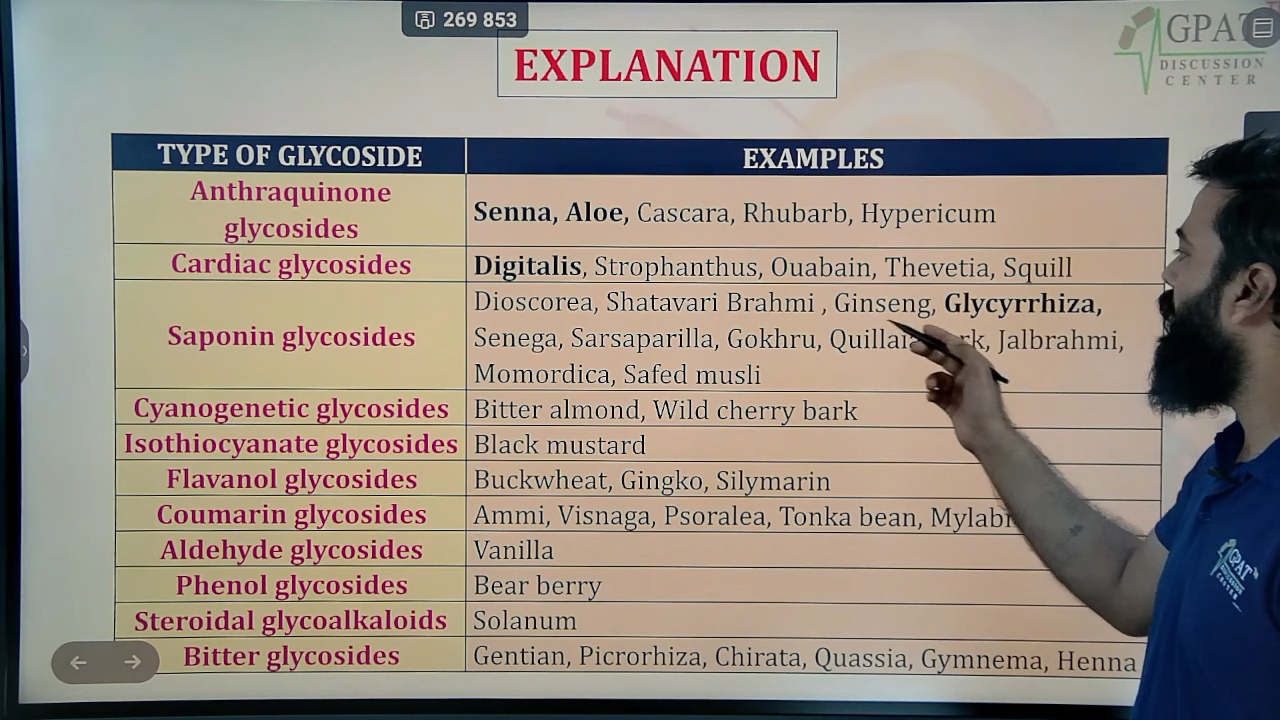 269 853
EXPLANATION
GPAT
DISCUSSION
CENTER
TYPE OF GLYCOSIDE EXAMPLES
Anthraquinone
glycosides
Senna, Aloe, Cascara, Rhubarb, Hypericum
Cardiac glycosides
Digitalis, Strophanthus, Ouabain, Thevetia, Squill
Saponin glycosides
Dioscorea, Shatavari Brahmi , Ginseng, Glycyrrhiza,
Senega, Sarsaparilla, Gokhru, Jalbrahmi,
Momordica, Safed musli
Cyanogenetic glycosides Bitter almond, Wild cherry bark
Isothiocyanate glycosides Black mustard
Flavanol glycosides Buckwheat, Gingko, Silymarin
Coumarin glycosides Ammi, Visnaga, Psoralea, Tonka bean,
Aldehyde glycosides Vanilla
Phenol glycosides Bear berry
Steroidal glycoalkaloids Solanum
Bitter glycosides Gentian, Picrorhiza, Chirata, Quassia, Gymnema, Henna
GPAT
DISCUSSION
CENTER